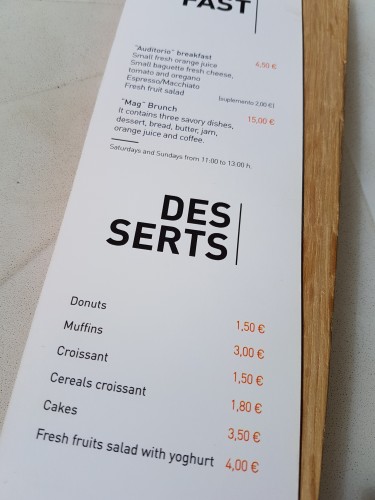 FAST
"Auditorio" breakfast
Small fresh orange juice 6,50 €
Small baguette fresh cheese,
tomato and oregano
Espresso/Macchiato
Fresh fruit salad (suplemento 2,00 €)
"Mag" Brunch 15,00 €
It contains three savory dishes,
dessert, bread, butter, jam,
orange juice and coffee.
Saturdays and Sundays from 11:00 to 13:00 h.
DES
SERTS
Donuts 1,50 €
Muffins 3,00 €
Croissant 1,50 €
Cereals croissant 1,80 €
Cakes 3,50 €
Fresh fruits salad with yoghurt 4,00 €